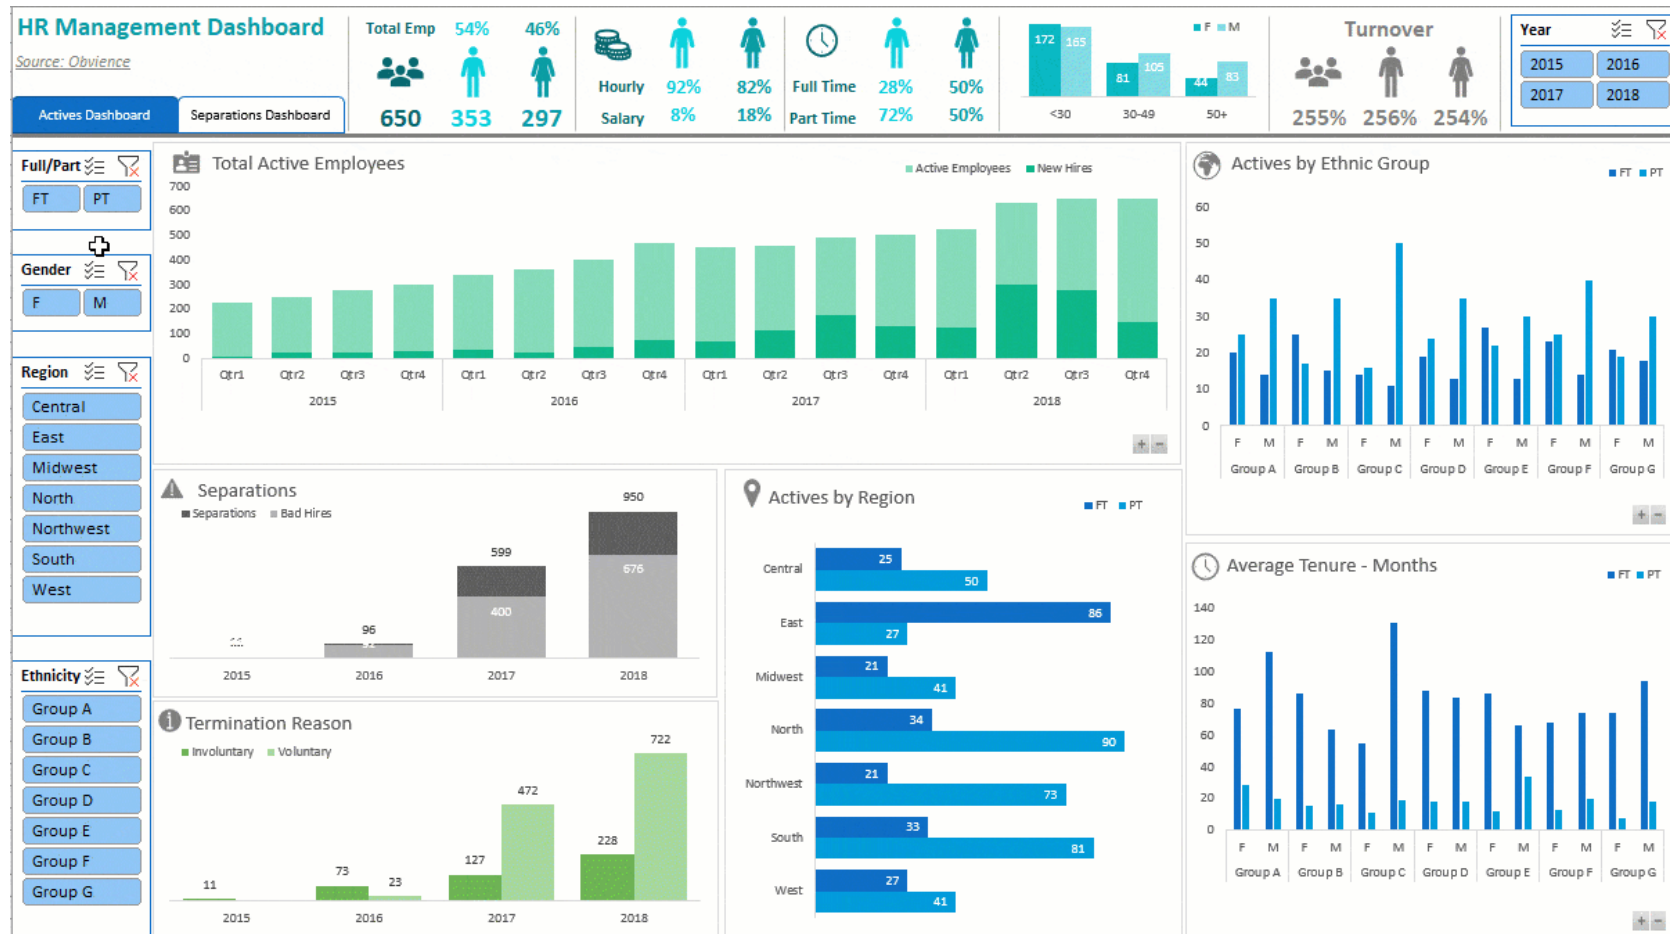 HR Management Dashboard
Source: Obvience
Actives Dashboard
Separations Dashboard
Total Emp 54% 46%
650 353 297
Hourly 92% 82%
Salary 8% 18%
Full Time 28% 50%
Part Time 72% 50%
F M
172 165 81 105 44 83
<30 30-49 50+
Turnover
255% 256% 254%
Year
2015 2016
2017 2018
Full/Part
FT PT
Gender
F M
Region
Central
East
Midwest
North
Northwest
South
West
Ethnicity
Group A
Group B
Group C
Group D
Group E
Group F
Group G
Total Active Employees
Active Employees New Hires
700
600
500
400
300
200
100
0
Qtr1 Qtr2 Qtr3 Qtr4 Qtr1 Qtr2 Qtr3 Qtr4 Qtr1 Qtr2 Qtr3 Qtr4 Qtr1 Qtr2 Qtr3 Qtr4
2015 2016 2017 2018
+ −
Separations
Separations Bad Hires
950
676
599
400
96
2015 2016 2017 2018
Termination Reason
Involuntary Voluntary
11 73 23 127 472 228 722
2015 2016 2017 2018
Actives by Region
FT PT
Central 25
50
East 86
27
Midwest 21
41
North 34
90
Northwest 21
73
South 33
81
West 27
41
Actives by Ethnic Group
FT PT
60
50
40
30
20
10
0
F M F M F M F M F M F M F M
Group A Group B Group C Group D Group E Group F Group G
+ −
Average Tenure - Months
FT PT
140
120
100
80
60
40
20
0
F M F M F M F M F M F M F M
Group A Group B Group C Group D Group E Group F Group G
+ −